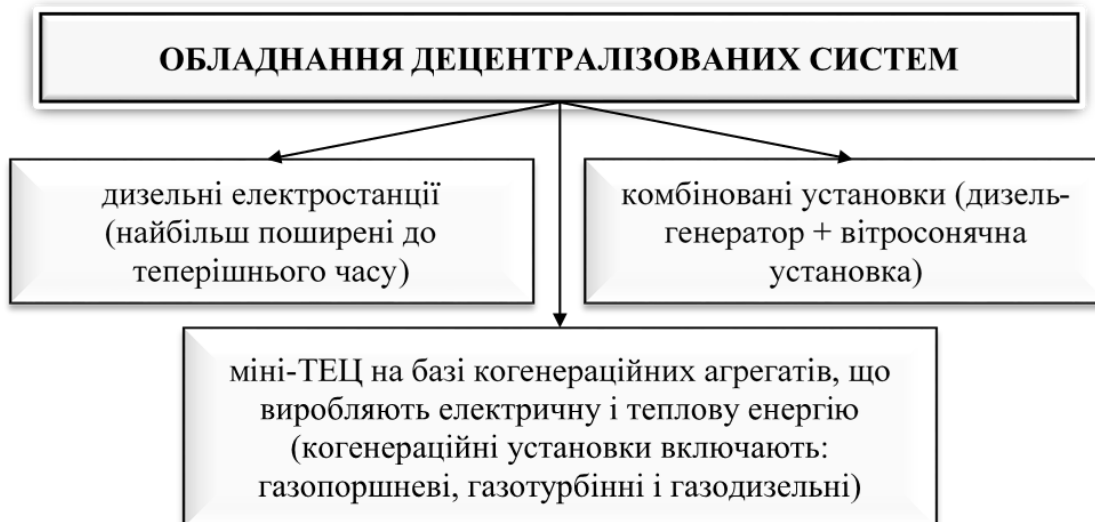 ОБЛАДНАННЯ ДЕЦЕНТРАЛІЗОВАНИХ СИСТЕМ
дизельні електростанції
(найбільш поширені до
теперішнього часу)
комбіновані установки (дизель-
генератор + вітросонячна
установка)
міні-ТЕЦ на базі когенераційних агрегатів, що
виробляють електричну і теплову енергію
(когенераційні установки включають:
газопоршневі, газотурбінні і газодизельні)